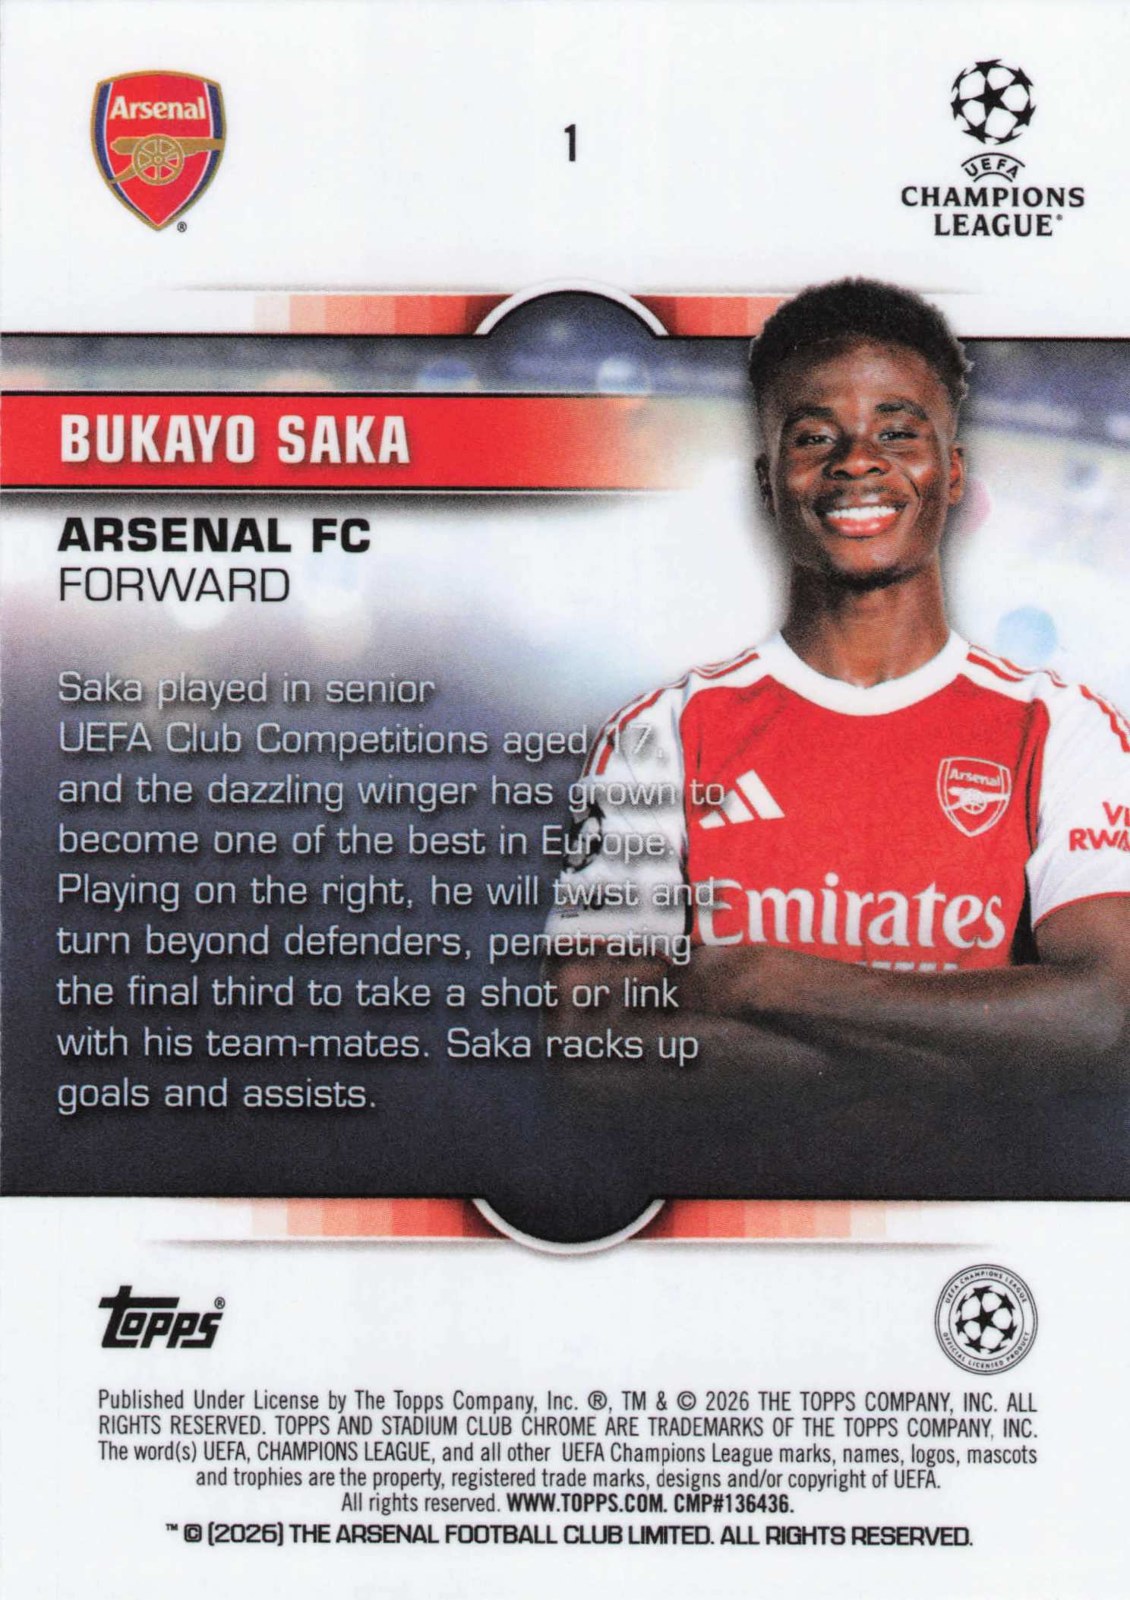 Arsenal
®
1
UEFA
CHAMPIONS
LEAGUE®
BUKAYO SAKA
ARSENAL FC
FORWARD
Saka played in senior
UEFA Club Competitions aged 17,
and the dazzling winger has grown to
become one of the best in Europe.
Playing on the right, he will twist and
turn beyond defenders, penetrating
the final third to take a shot or link
with his team-mates. Saka racks up
goals and assists.
Arsenal
Emirates
RWA
Topps®
UEFA CHAMPIONS LEAGUE
OFFICIAL LICENSED PRODUCT
Published Under License by The Topps Company, Inc. ®, TM & © 2026 THE TOPPS COMPANY, INC. ALL
RIGHTS RESERVED. TOPPS AND STADIUM CLUB CHROME ARE TRADEMARKS OF THE TOPPS COMPANY, INC.
The word(s) UEFA, CHAMPIONS LEAGUE, and all other UEFA Champions League marks, names, logos, mascots
and trophies are the property, registered trade marks, designs and/or copyright of UEFA.
All rights reserved. WWW.TOPPS.COM. CMP#136436.
™ © (2026) THE ARSENAL FOOTBALL CLUB LIMITED. ALL RIGHTS RESERVED.